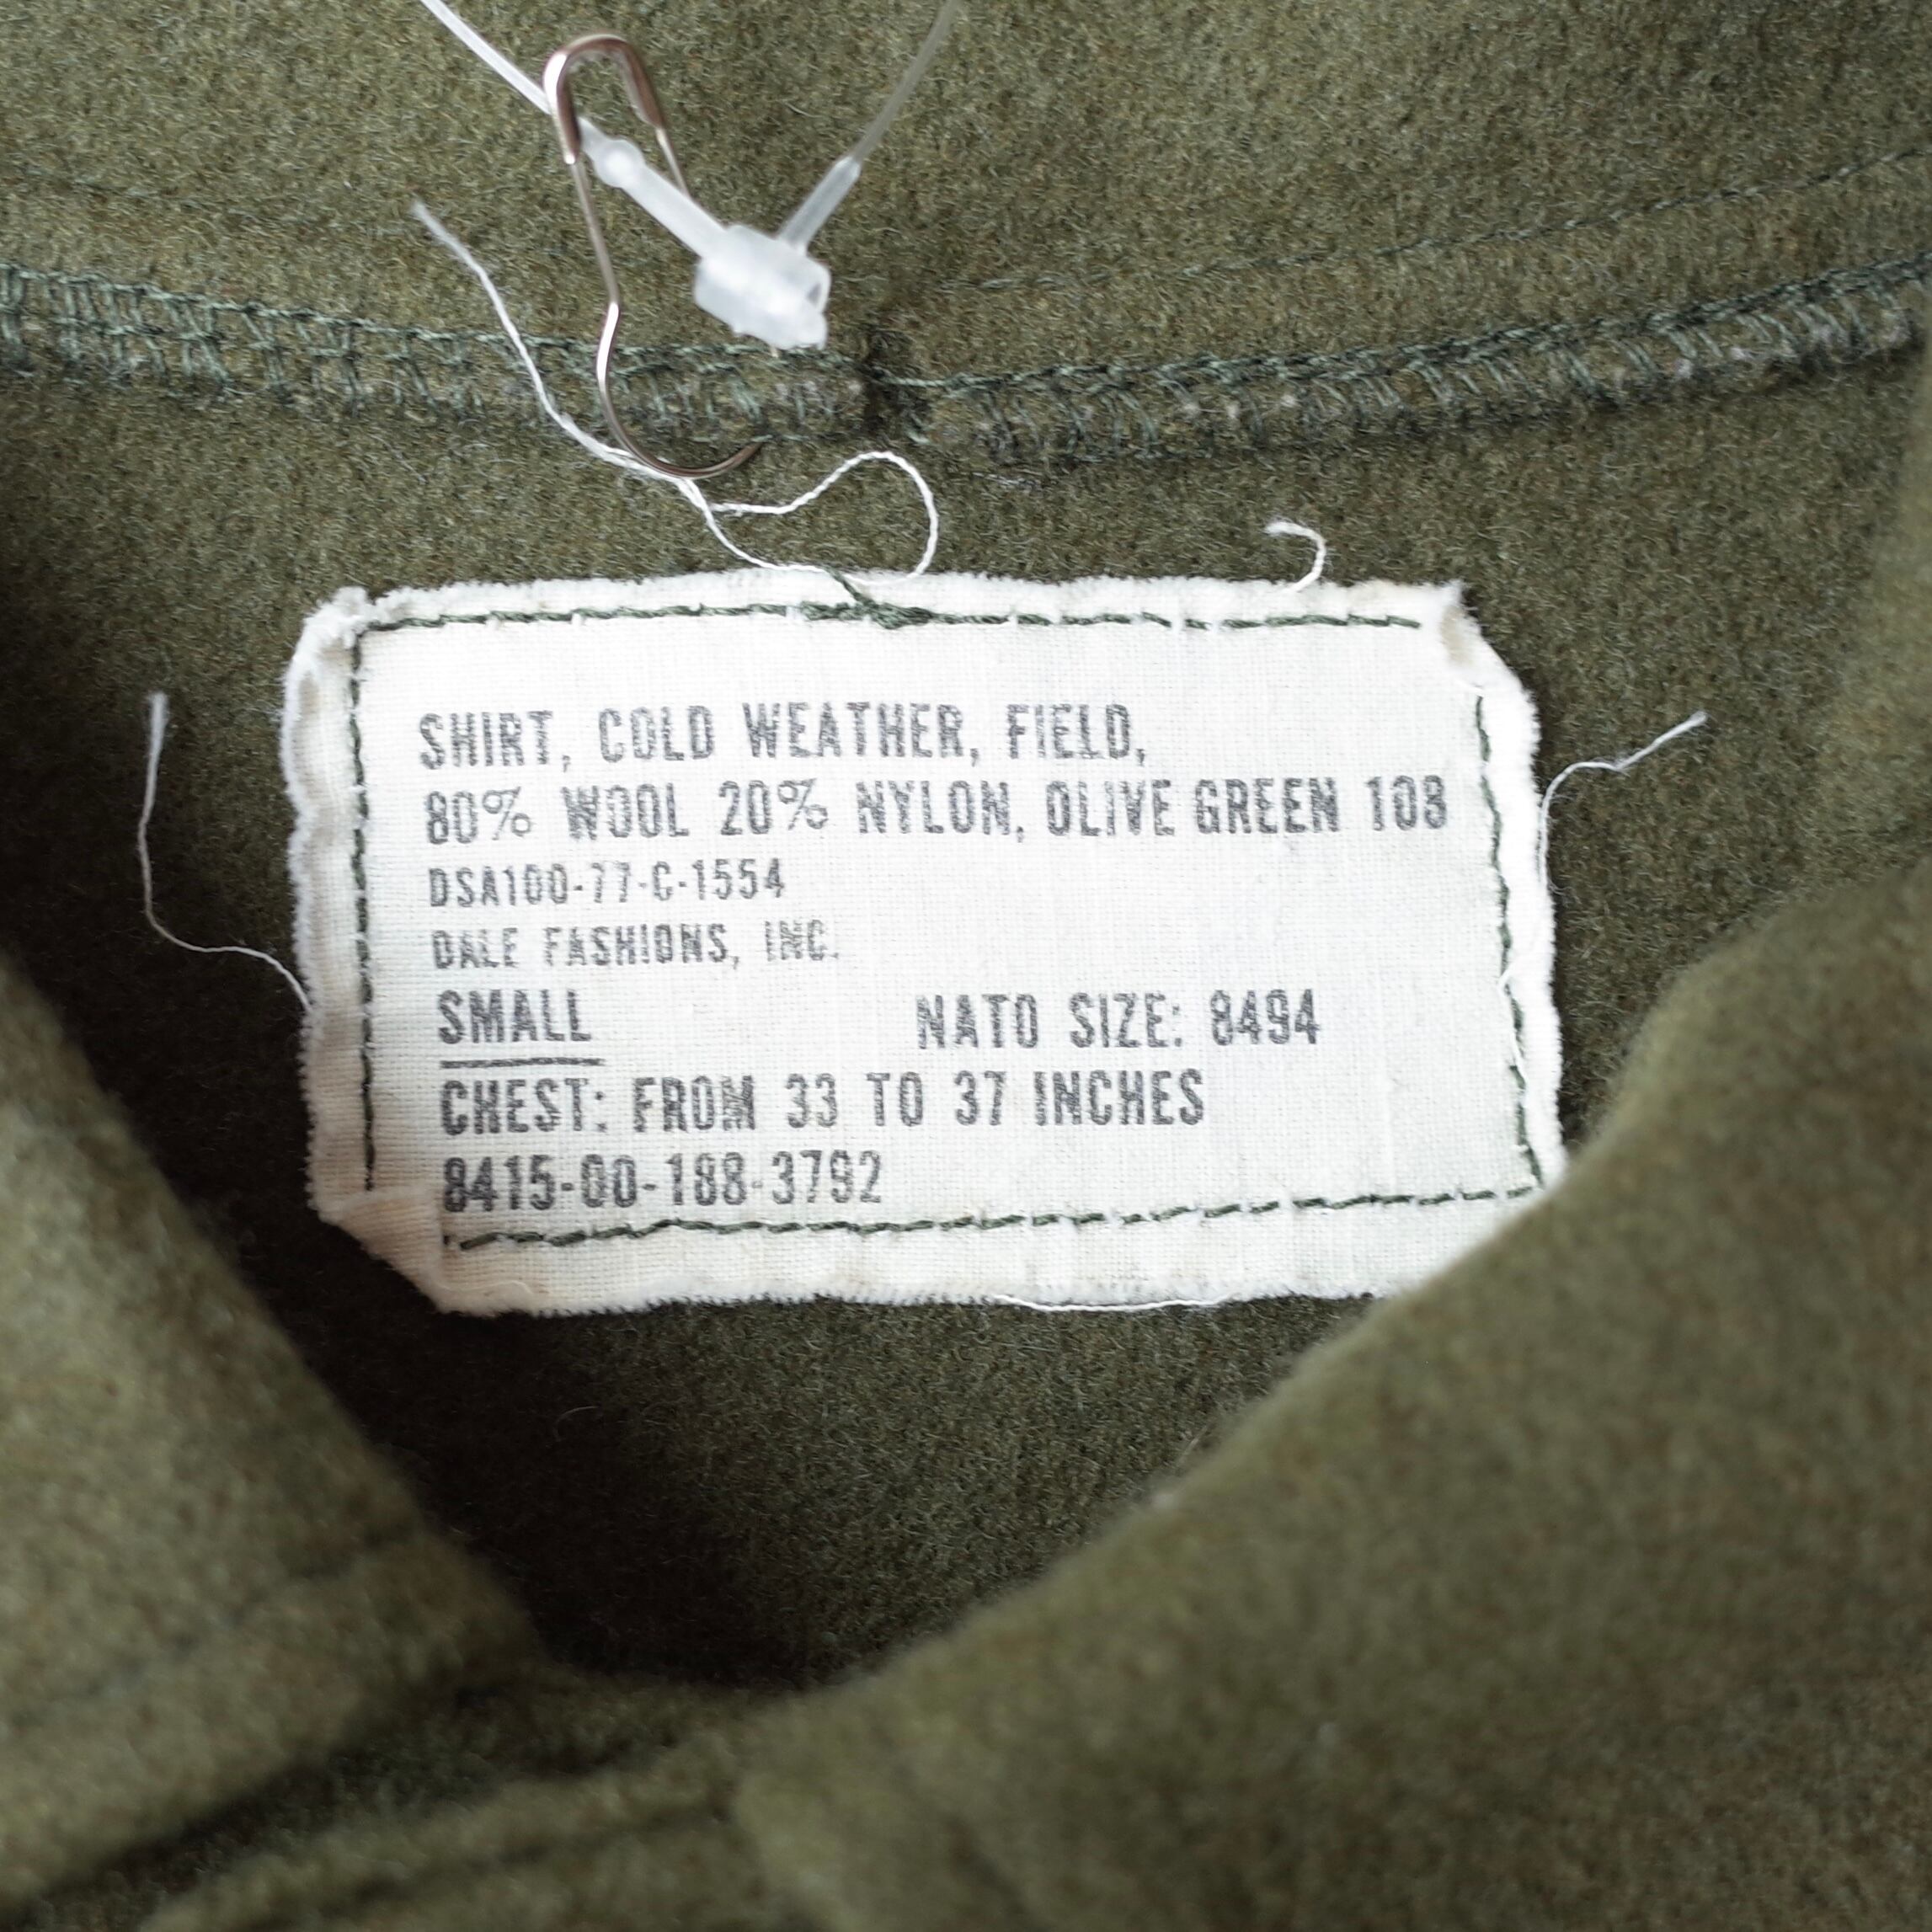 SHIRT, COLD WEATHER, FIELD,
80% WOOL 20% NYLON, OLIVE GREEN 108
DSA100-77-C-1554
DALE FASHIONS, INC.
SMALL NATO SIZE: 8494
CHEST: FROM 33 TO 37 INCHES
8415-00-188-3792